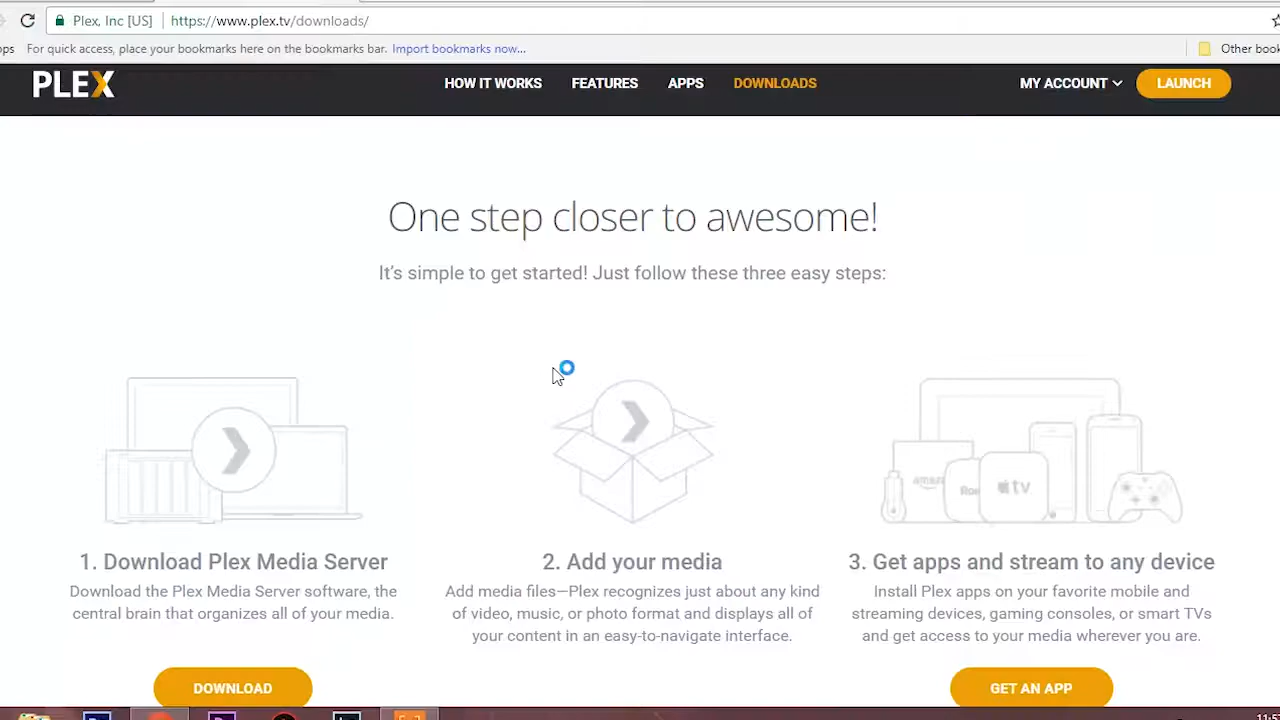 Plex, Inc [US] https://www.plex.tv/downloads/
For quick access, place your bookmarks here on the bookmarks bar. Import bookmarks now...
PLEX HOW IT WORKS FEATURES APPS DOWNLOADS MY ACCOUNT LAUNCH
One step closer to awesome!
It's simple to get started! Just follow these three easy steps:
tv
1. Download Plex Media Server
Download the Plex Media Server software, the
central brain that organizes all of your media.
DOWNLOAD
2. Add your media
Add media files—Plex recognizes just about any kind
of video, music, or photo format and displays all of
your content in an easy-to-navigate interface.
3. Get apps and stream to any device
Install Plex apps on your favorite mobile and
streaming devices, gaming consoles, or smart TVs
and get access to your media wherever you are.
GET AN APP